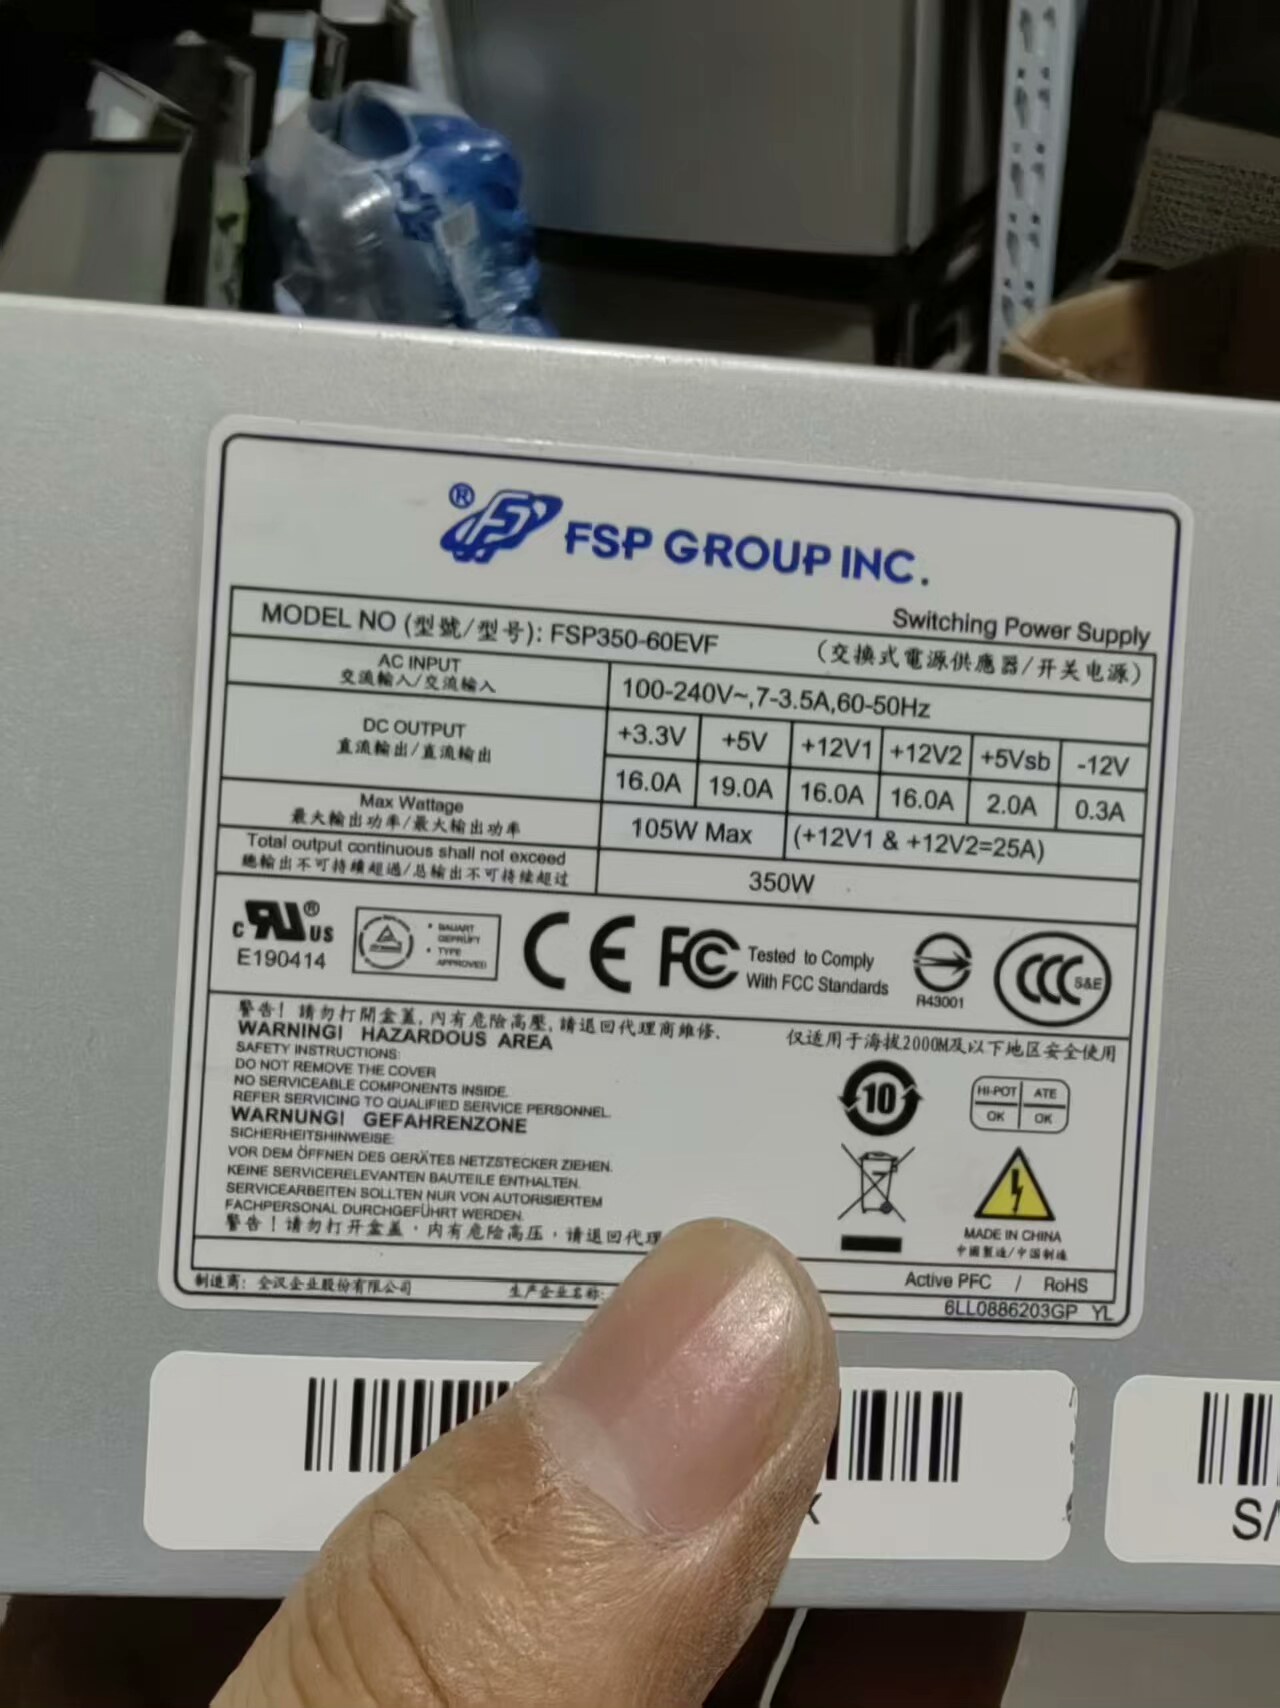 ® FSP GROUP INC.
Switching Power Supply
MODEL NO (型號/型号): FSP350-60EVF
(交換式電源供應器/开关电源)
AC INPUT
交流輸入/交流输入
100-240V~,7-3.5A,60-50Hz
DC OUTPUT
直流輸出/直流输出
+3.3V +5V +12V1 +12V2 +5Vsb -12V
16.0A 19.0A 16.0A 16.0A 2.0A 0.3A
Max Wattage
最大輸出功率/最大输出功率
105W Max (+12V1 & +12V2=25A)
Total output continuous shall not exceed
總輸出不可持續超過/总输出不可持续超过
350W
c RU ® US
E190414
• BAUART
GEPRÜFT
• TYPE
APPROVED
CE
FC
Tested to Comply
With FCC Standards
R43001
CCC S&E
警告! 請勿打開盒蓋, 內有危險高壓, 請退回代理商維修.
WARNING! HAZARDOUS AREA
SAFETY INSTRUCTIONS:
DO NOT REMOVE THE COVER
NO SERVICEABLE COMPONENTS INSIDE.
REFER SERVICING TO QUALIFIED SERVICE PERSONNEL.
WARNUNG! GEFAHRENZONE
SICHERHEITSHINWEISE:
VOR DEM ÖFFNEN DES GERÄTES NETZSTECKER ZIEHEN.
KEINE SERVICERELEVANTEN BAUTEILE ENTHALTEN.
SERVICEARBEITEN SOLLTEN NUR VON AUTORISIERTEM
FACHPERSONAL DURCHGEFÜHRT WERDEN.
警告!请勿打开盒盖,内有危险高压,请退回代理
仅适用于海拔2000M及以下地区安全使用
10
HI-POT ATE
OK OK
MADE IN CHINA
中國製造/中国制造
Active PFC / RoHS
制造商: 全汉企业股份有限公司
生产企业名称:
6LL0886203GP YL
S/